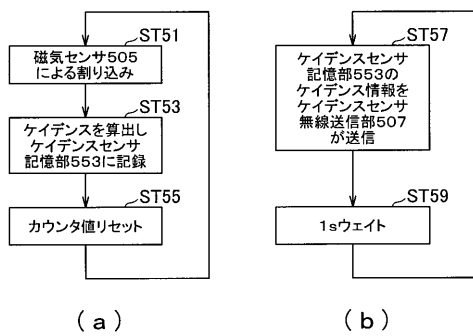 ST51
磁気センサ505
による割り込み
ST53
ケイデンスを算出し
ケイデンスセンサ
記憶部553に記録
ST55
カウンタ値リセット
(a)
ST57
ケイデンスセンサ
記憶部553の
ケイデンス情報を
ケイデンスセンサ
無線送信部507
が送信
ST59
1sウェイト
(b)